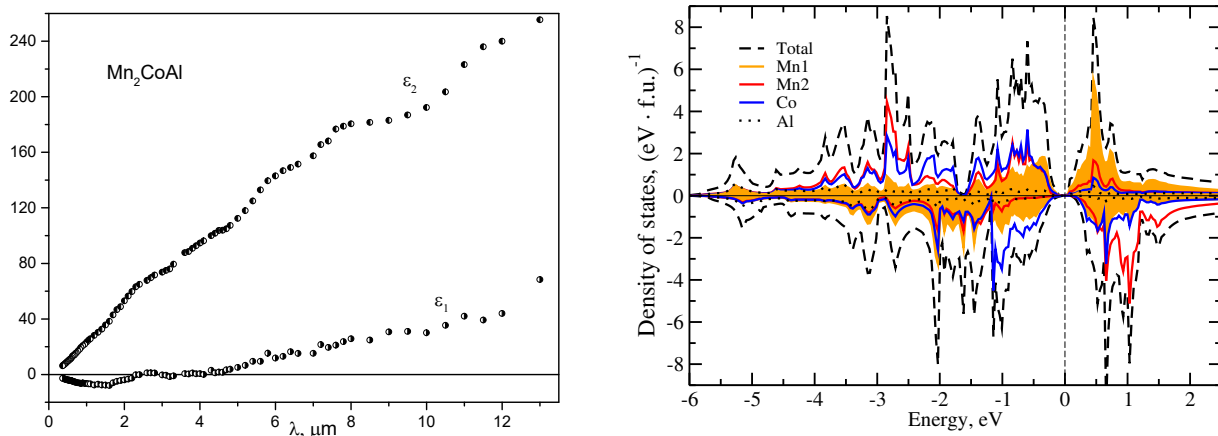 240
200
160
120
80
40
0
Mn₂CoAl
ε₂
ε₁
0 2 4 6 8 10 12
λ, μm
Density of states, (eV · f.u.)⁻¹
8
6
4
2
0
-2
-4
-6
-8
Total
Mn1
Mn2
Co
Al
-6 -5 -4 -3 -2 -1 0 1 2
Energy, eV